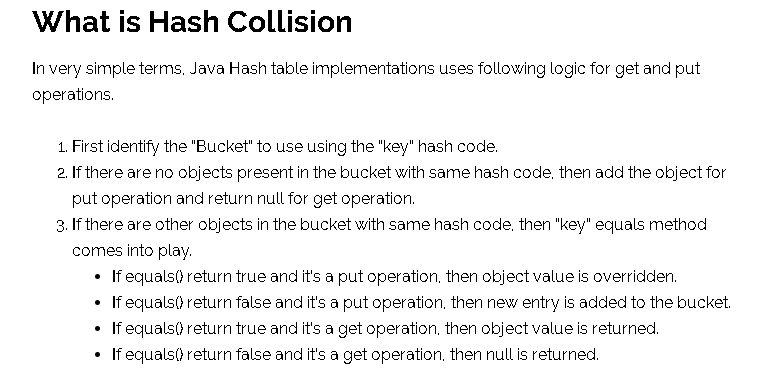 What is Hash Collision
In very simple terms, Java Hash table implementations uses following logic for get and put
operations.
1. First identify the "Bucket" to use using the "key" hash code.
2. If there are no objects present in the bucket with same hash code, then add the object for
put operation and return null for get operation.
3. If there are other objects in the bucket with same hash code, then "key" equals method
comes into play.
• If equals() return true and it's a put operation, then object value is overridden.
• If equals() return false and it's a put operation, then new entry is added to the bucket.
• If equals() return true and it's a get operation, then object value is returned.
• If equals() return false and it's a get operation, then null is returned.